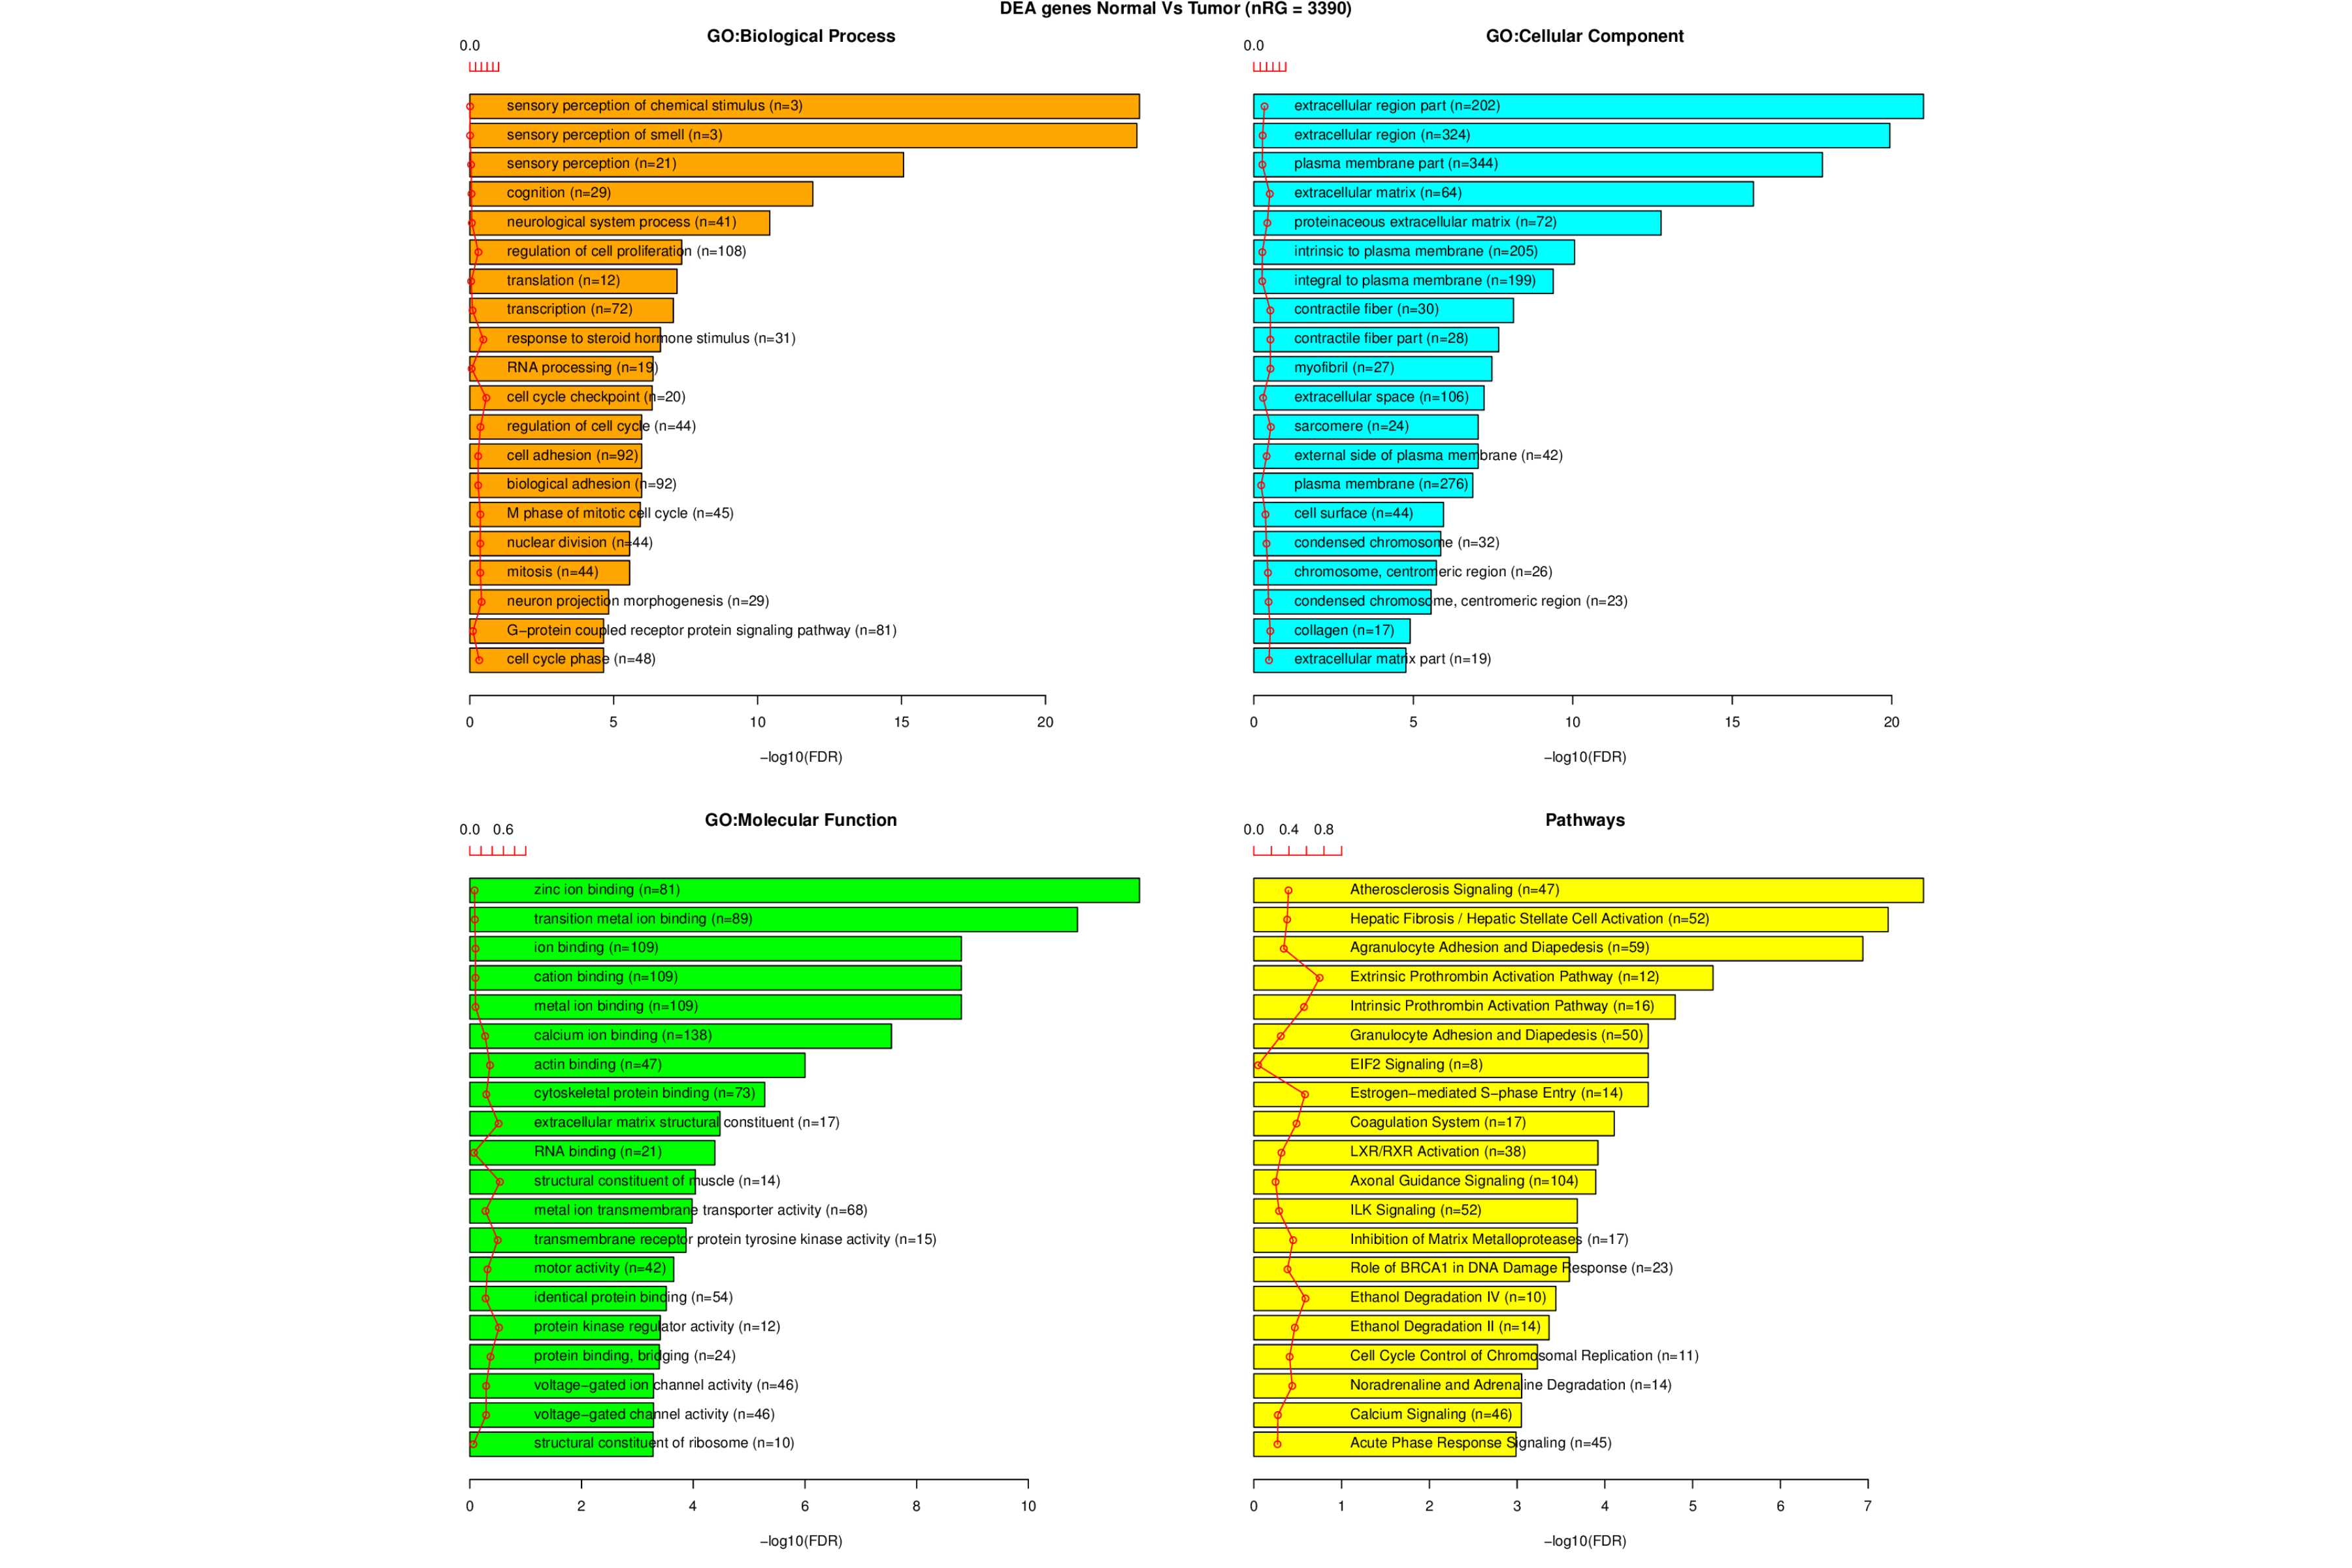 DEA genes Normal Vs Tumor (nRG = 3390)
GO:Biological Process
0.0
sensory perception of chemical stimulus (n=3)
sensory perception of smell (n=3)
sensory perception (n=21)
cognition (n=29)
neurological system process (n=41)
regulation of cell proliferation (n=108)
translation (n=12)
transcription (n=72)
response to steroid hormone stimulus (n=31)
RNA processing (n=19)
cell cycle checkpoint (n=20)
regulation of cell cycle (n=44)
cell adhesion (n=92)
biological adhesion (n=92)
M phase of mitotic cell cycle (n=45)
nuclear division (n=44)
mitosis (n=44)
neuron projection morphogenesis (n=29)
G−protein coupled receptor protein signaling pathway (n=81)
cell cycle phase (n=48)
0 5 10 15 20
−log10(FDR)
GO:Cellular Component
0.0
extracellular region part (n=202)
extracellular region (n=324)
plasma membrane part (n=344)
extracellular matrix (n=64)
proteinaceous extracellular matrix (n=72)
intrinsic to plasma membrane (n=205)
integral to plasma membrane (n=199)
contractile fiber (n=30)
contractile fiber part (n=28)
myofibril (n=27)
extracellular space (n=106)
sarcomere (n=24)
external side of plasma membrane (n=42)
plasma membrane (n=276)
cell surface (n=44)
condensed chromosome (n=32)
chromosome, centromeric region (n=26)
condensed chromosome, centromeric region (n=23)
collagen (n=17)
extracellular matrix part (n=19)
0 5 10 15 20
−log10(FDR)
GO:Molecular Function
0.0 0.6
zinc ion binding (n=81)
transition metal ion binding (n=89)
ion binding (n=109)
cation binding (n=109)
metal ion binding (n=109)
calcium ion binding (n=138)
actin binding (n=47)
cytoskeletal protein binding (n=73)
extracellular matrix structural constituent (n=17)
RNA binding (n=21)
structural constituent of muscle (n=14)
metal ion transmembrane transporter activity (n=68)
transmembrane receptor protein tyrosine kinase activity (n=15)
motor activity (n=42)
identical protein binding (n=54)
protein kinase regulator activity (n=12)
protein binding, bridging (n=24)
voltage−gated ion channel activity (n=46)
voltage−gated channel activity (n=46)
structural constituent of ribosome (n=10)
0 2 4 6 8 10
−log10(FDR)
Pathways
0.0 0.4 0.8
Atherosclerosis Signaling (n=47)
Hepatic Fibrosis / Hepatic Stellate Cell Activation (n=52)
Agranulocyte Adhesion and Diapedesis (n=59)
Extrinsic Prothrombin Activation Pathway (n=12)
Intrinsic Prothrombin Activation Pathway (n=16)
Granulocyte Adhesion and Diapedesis (n=50)
EIF2 Signaling (n=8)
Estrogen−mediated S−phase Entry (n=14)
Coagulation System (n=17)
LXR/RXR Activation (n=38)
Axonal Guidance Signaling (n=104)
ILK Signaling (n=52)
Inhibition of Matrix Metalloproteases (n=17)
Role of BRCA1 in DNA Damage Response (n=23)
Ethanol Degradation IV (n=10)
Ethanol Degradation II (n=14)
Cell Cycle Control of Chromosomal Replication (n=11)
Noradrenaline and Adrenaline Degradation (n=14)
Calcium Signaling (n=46)
Acute Phase Response Signaling (n=45)
0 1 2 3 4 5 6 7
−log10(FDR)